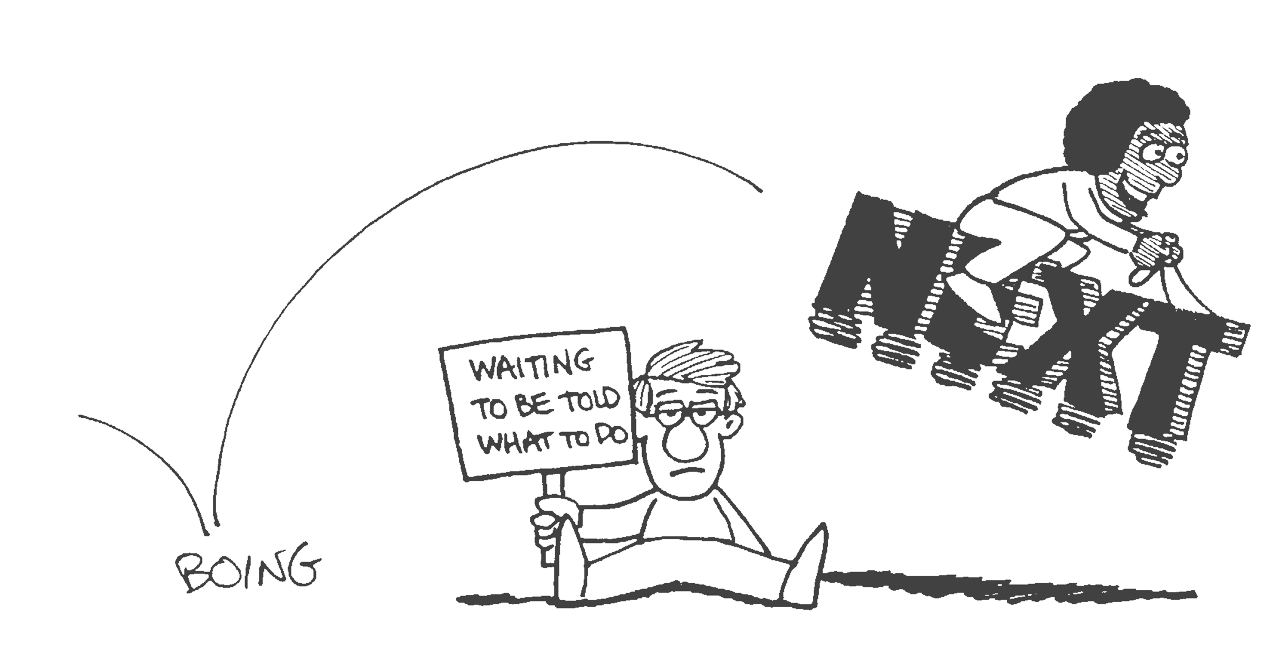 NEXT
WAITING
TO BE TOLD
WHAT TO DO
BOING